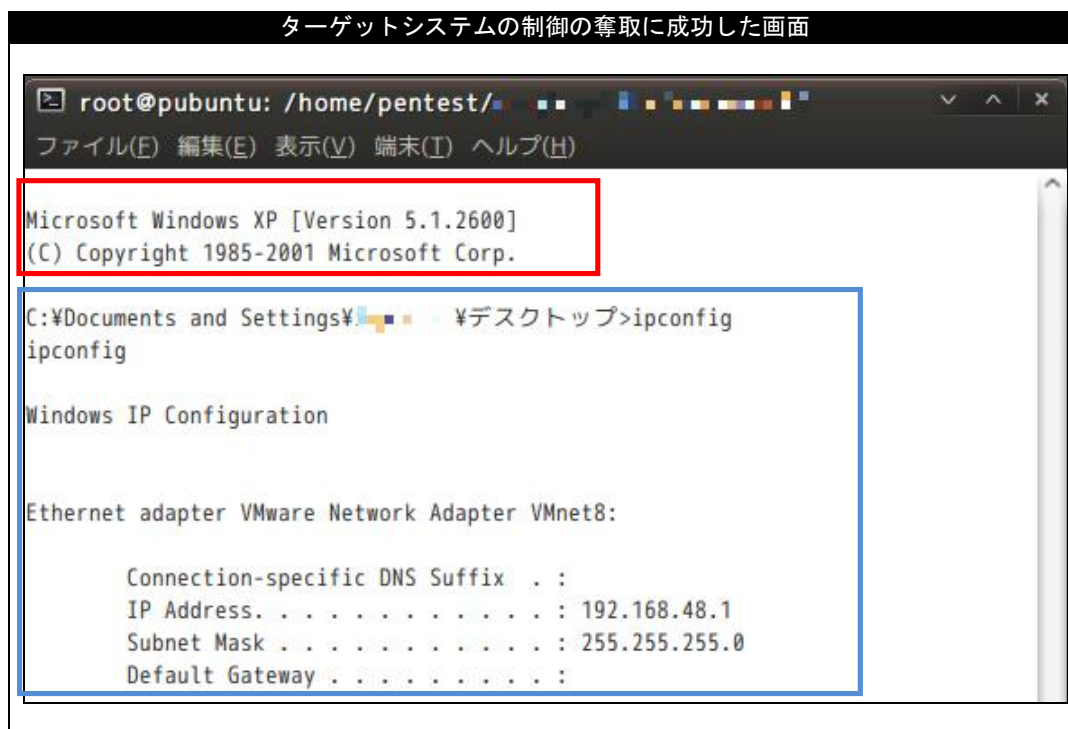 ターゲットシステムの制御の奪取に成功した画面
root@pubuntu: /home/pentest/
ファイル(F) 編集(E) 表示(V) 端末(T) ヘルプ(H)
Microsoft Windows XP [Version 5.1.2600]
(C) Copyright 1985-2001 Microsoft Corp.
C:¥Documents and Settings¥ ¥デスクトップ>ipconfig
ipconfig
Windows IP Configuration
Ethernet adapter VMware Network Adapter VMnet8:
Connection-specific DNS Suffix . :
IP Address. . . . . . . . . . . . : 192.168.48.1
Subnet Mask . . . . . . . . . . . : 255.255.255.0
Default Gateway . . . . . . . . . :